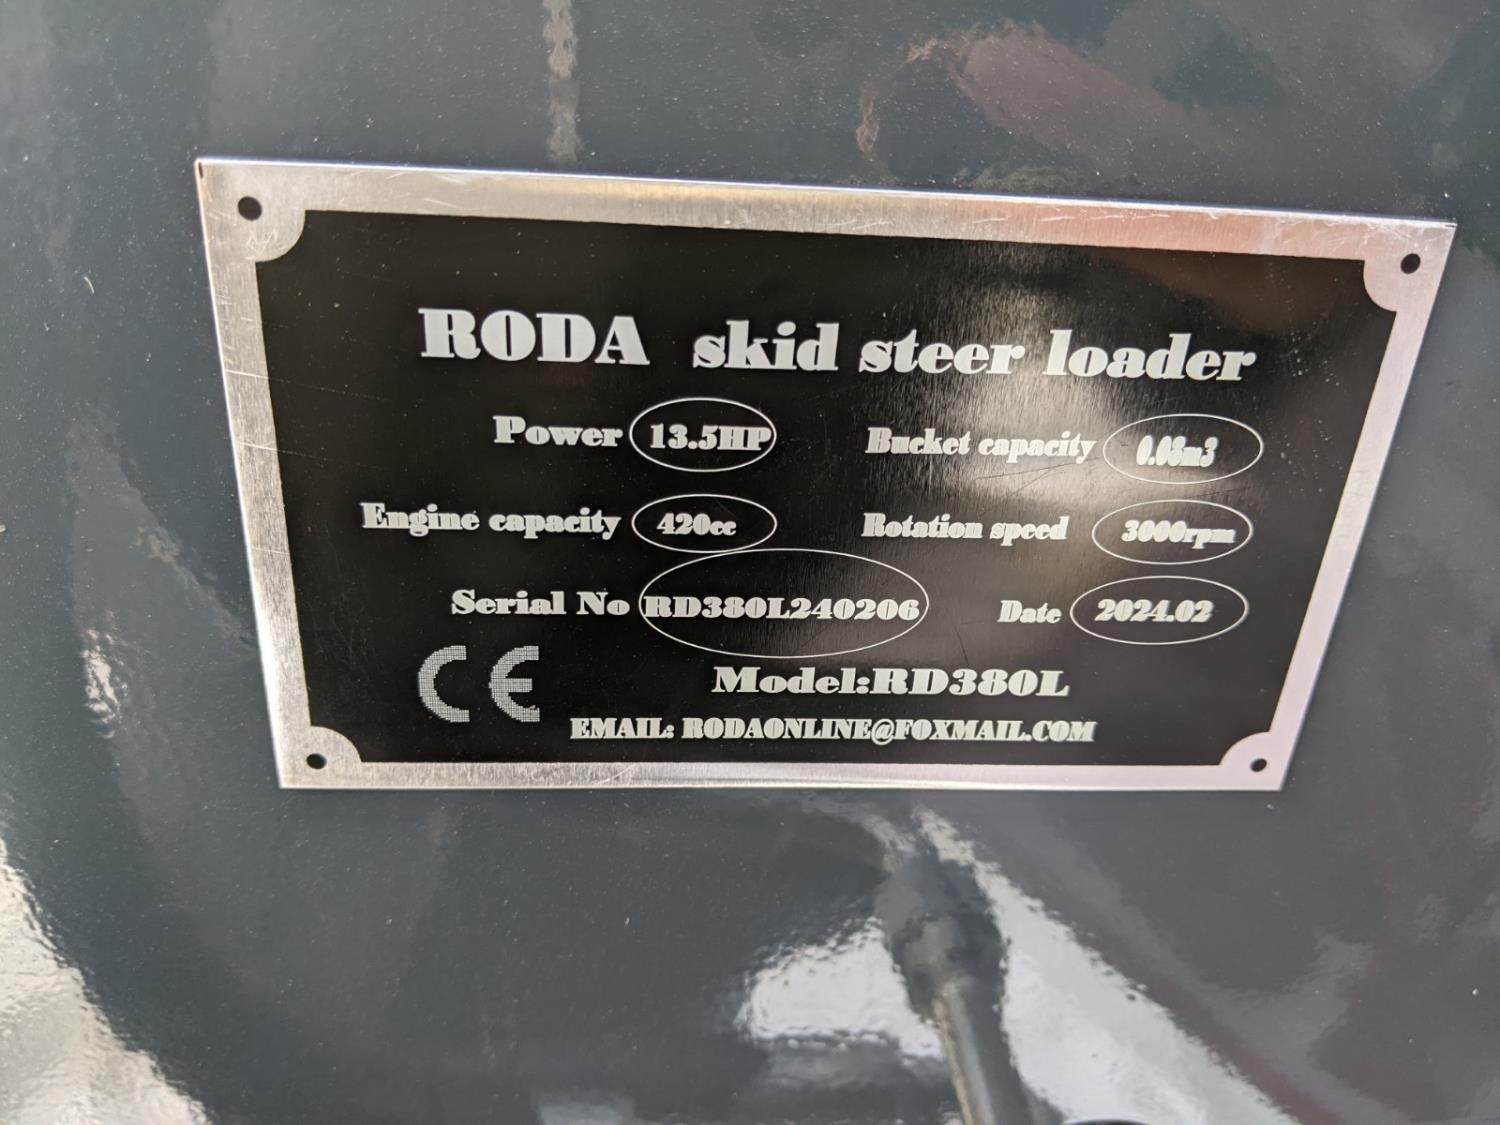 RODA skid steer loader
Power 13.5HP Bucket capacity 0.08m3
Engine capacity 420cc Rotation speed 3000rpm
Serial No RD380L240206 Date 2024.02
CE Model:RD380L
EMAIL: RODAONLINE@FOXMAIL.COM